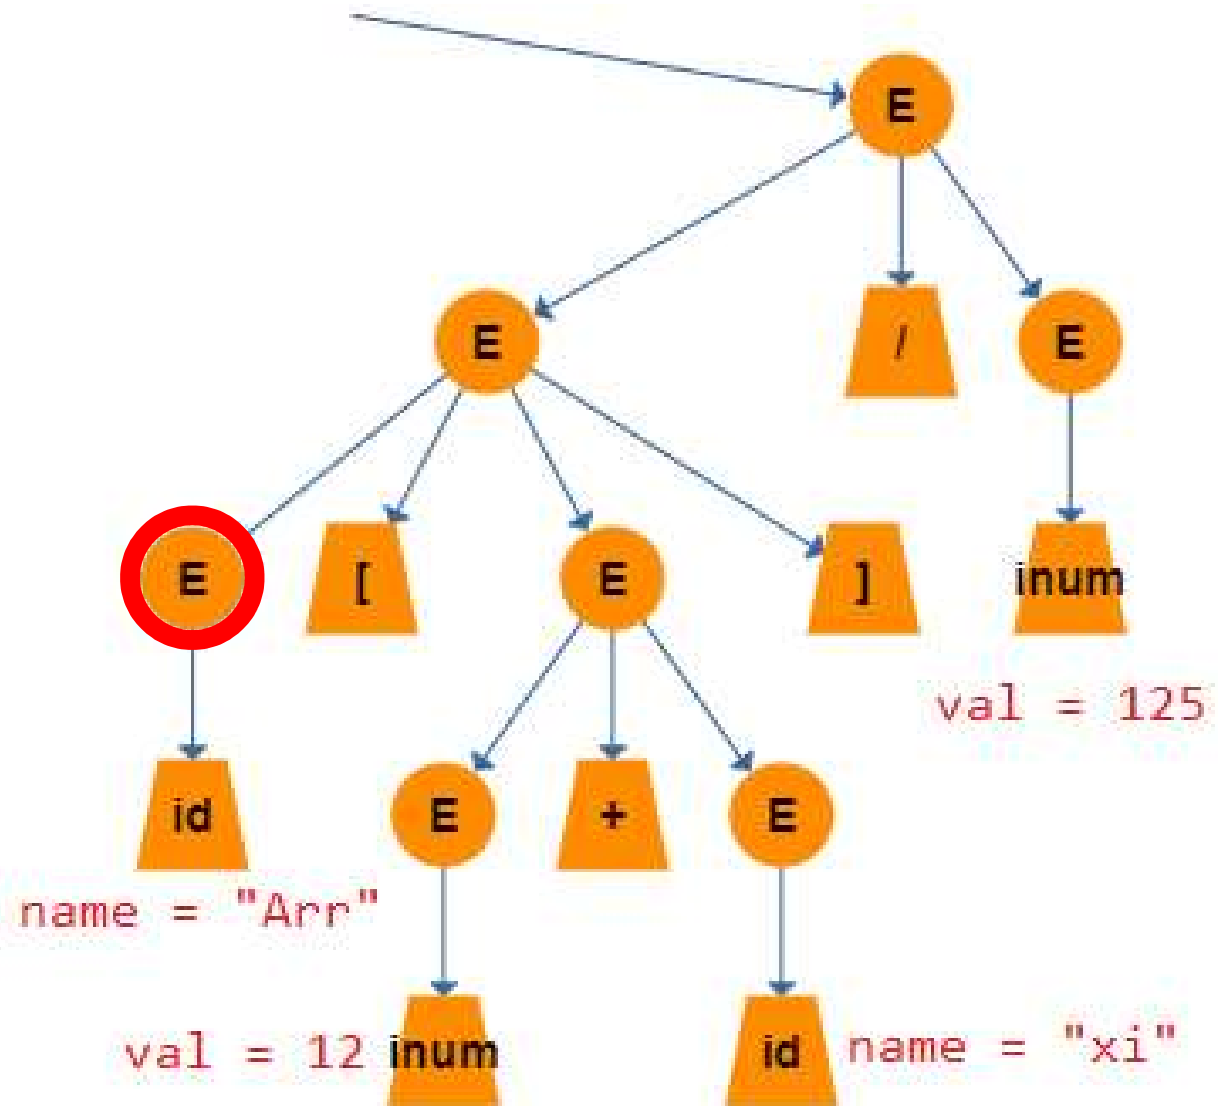 E
E / E
E [ E ] inum
val = 125
id E + E
name = "Arr"
val = 12 inum id name = "xi"